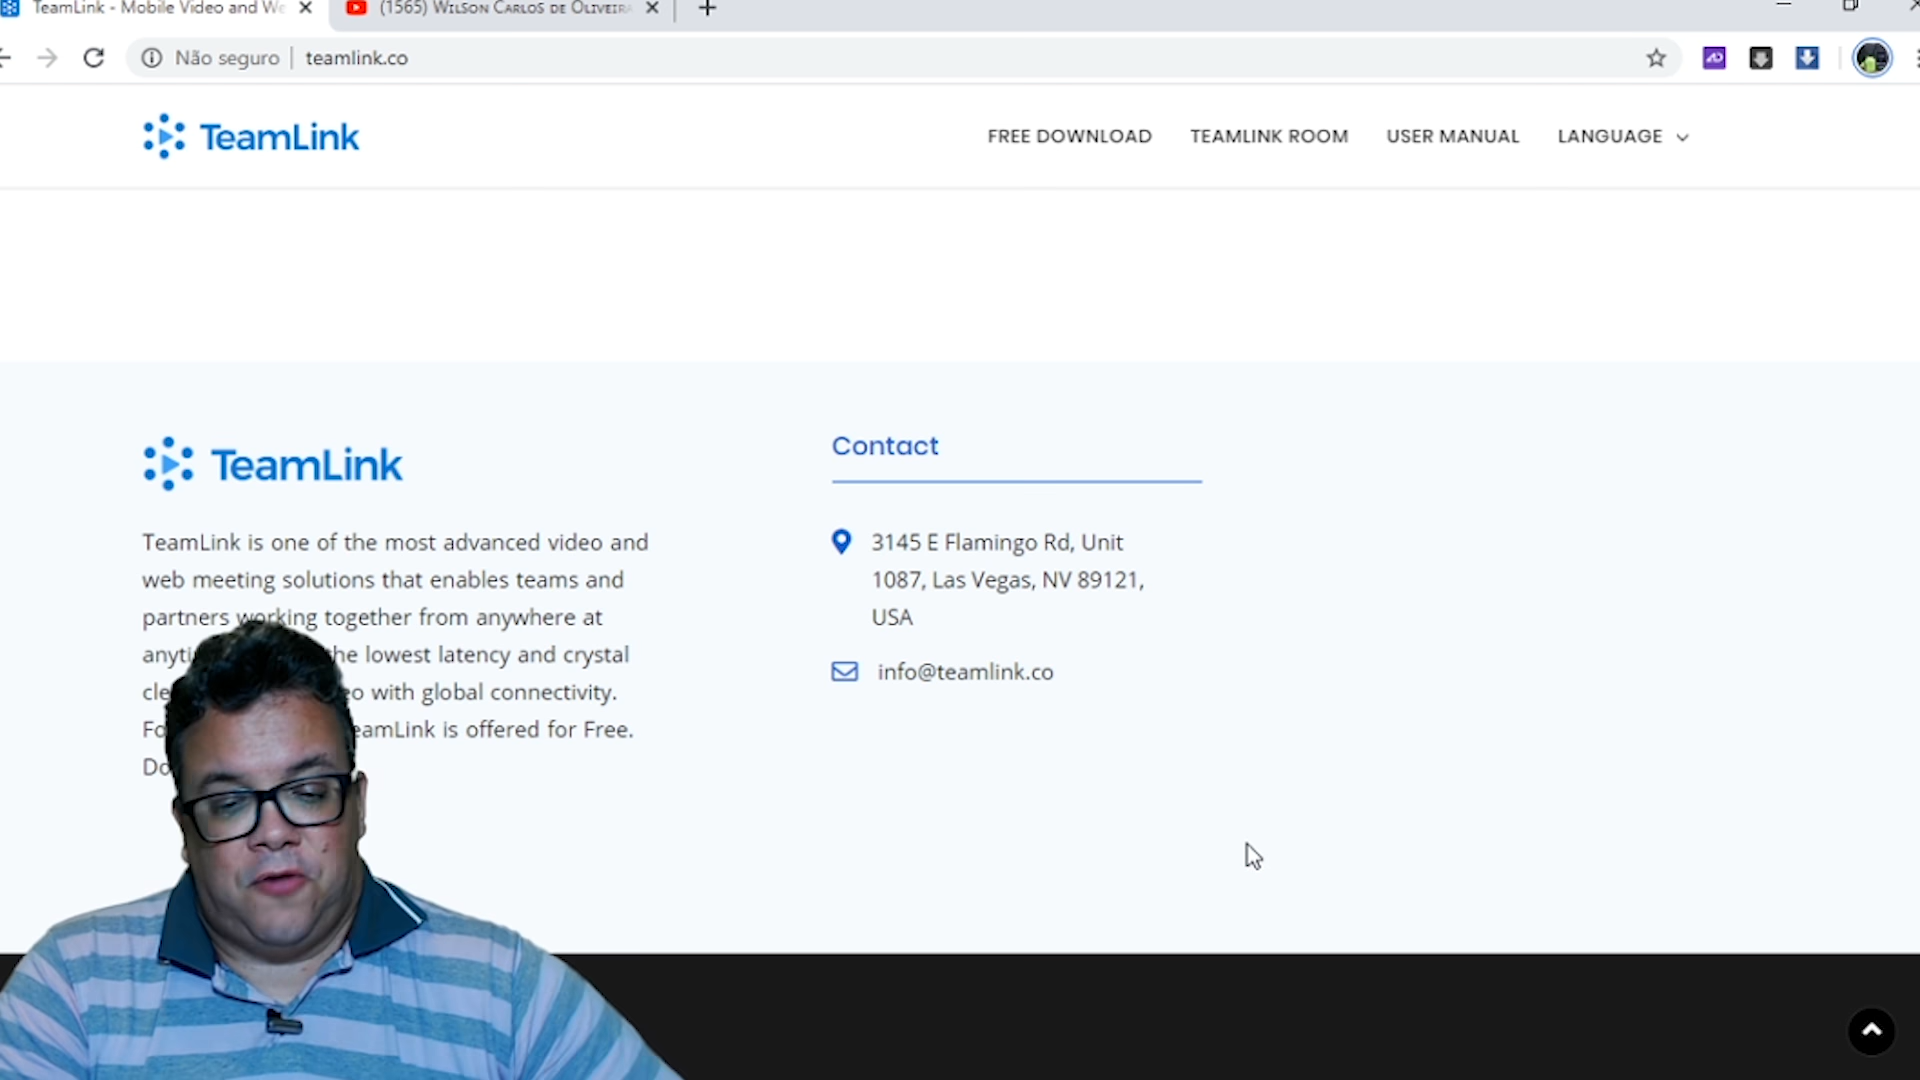 TeamLink - Mobile Video and We
(1565) Wilson Carlos de Oliveira
Não seguro | teamlink.co
TeamLink
FREE DOWNLOAD
TEAMLINK ROOM
USER MANUAL
LANGUAGE
TeamLink
TeamLink is one of the most advanced video and
web meeting solutions that enables teams and
partners working together from anywhere at
the lowest latency and crystal
with global connectivity.
TeamLink is offered for Free.
Contact
3145 E Flamingo Rd, Unit
1087, Las Vegas, NV 89121,
USA
info@teamlink.co